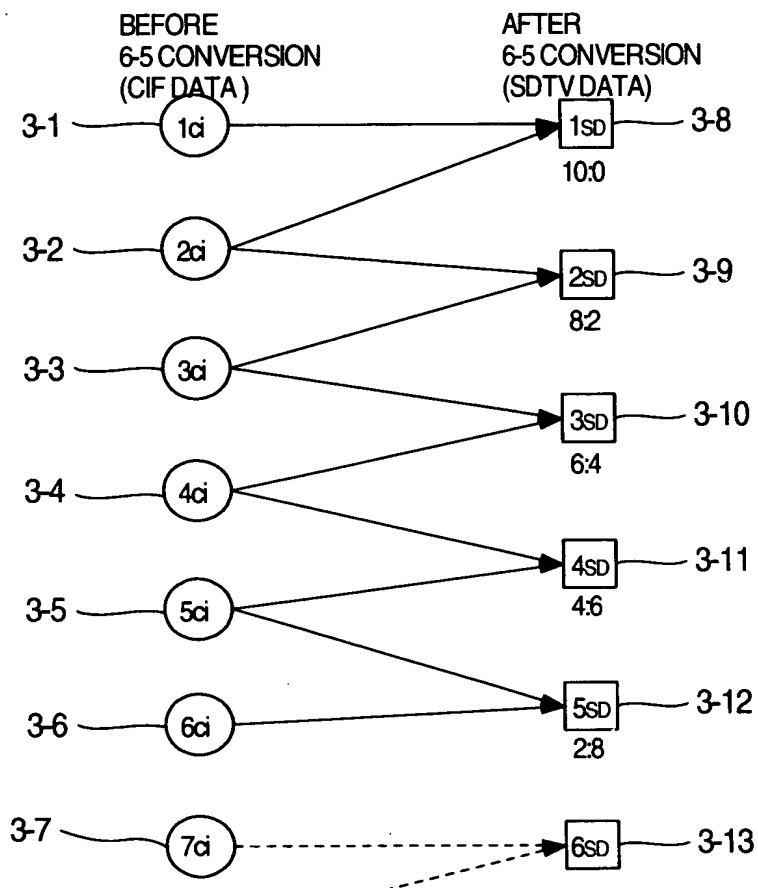 BEFORE
6-5 CONVERSION
(CIF DATA)
AFTER
6-5 CONVERSION
(SDTV DATA)
3-1 1ci 1SD 3-8
10:0
3-2 2ci 2SD 3-9
8:2
3-3 3ci 3SD 3-10
6:4
3-4 4ci 4SD 3-11
4:6
3-5 5ci 5SD 3-12
2:8
3-6 6ci
3-7 7ci 6SD 3-13